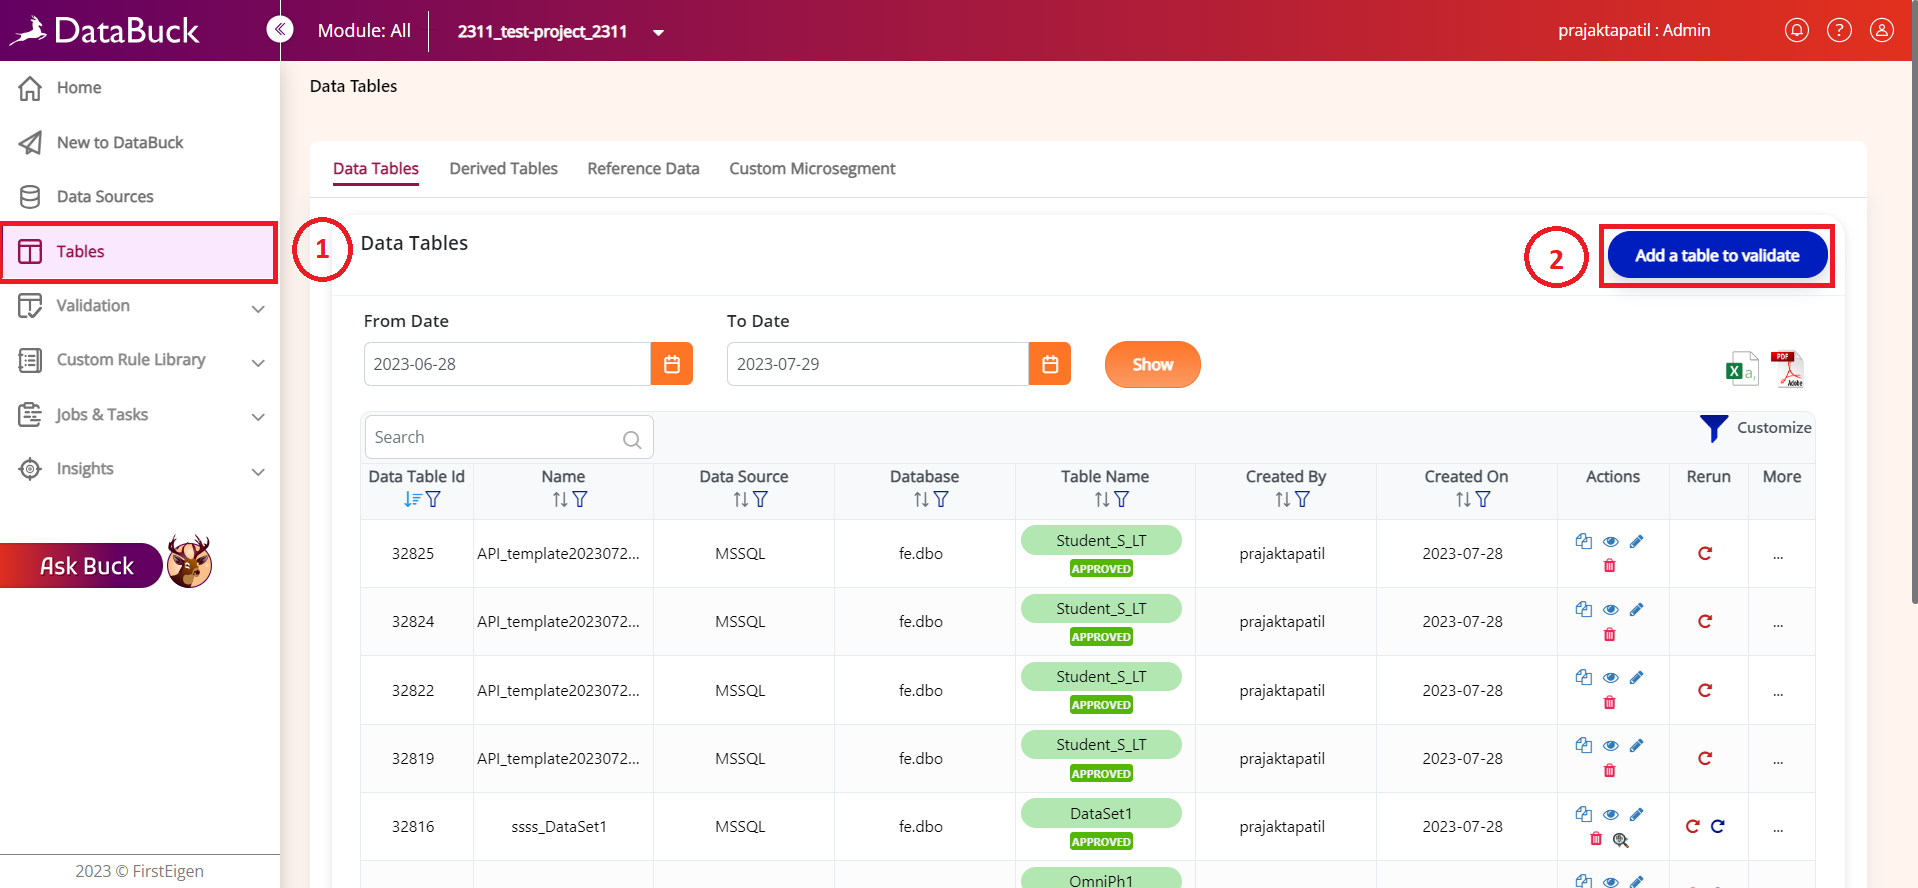 DataBuck
Module: All
2311_test-project_2311
prajaktapatil : Admin
Home
New to DataBuck
Data Sources
Tables
Validation
Custom Rule Library
Jobs & Tasks
Insights
Ask Buck
2023 © FirstEigen
Data Tables
Data Tables Derived Tables Reference Data Custom Microsegment
1
Data Tables
2
Add a table to validate
From Date To Date
2023-06-28 2023-07-29 Show
X a, PDF Adobe
Search Customize
Data Table Id Name Data Source Database Table Name Created By Created On Actions Rerun More
32825 API_template2023072... MSSQL fe.dbo Student_S_LT APPROVED prajaktapatil 2023-07-28 ...
32824 API_template2023072... MSSQL fe.dbo Student_S_LT APPROVED prajaktapatil 2023-07-28 ...
32822 API_template2023072... MSSQL fe.dbo Student_S_LT APPROVED prajaktapatil 2023-07-28 ...
32819 API_template2023072... MSSQL fe.dbo Student_S_LT APPROVED prajaktapatil 2023-07-28 ...
32816 ssss_DataSet1 MSSQL fe.dbo DataSet1 APPROVED prajaktapatil 2023-07-28 ...
OmniPh1